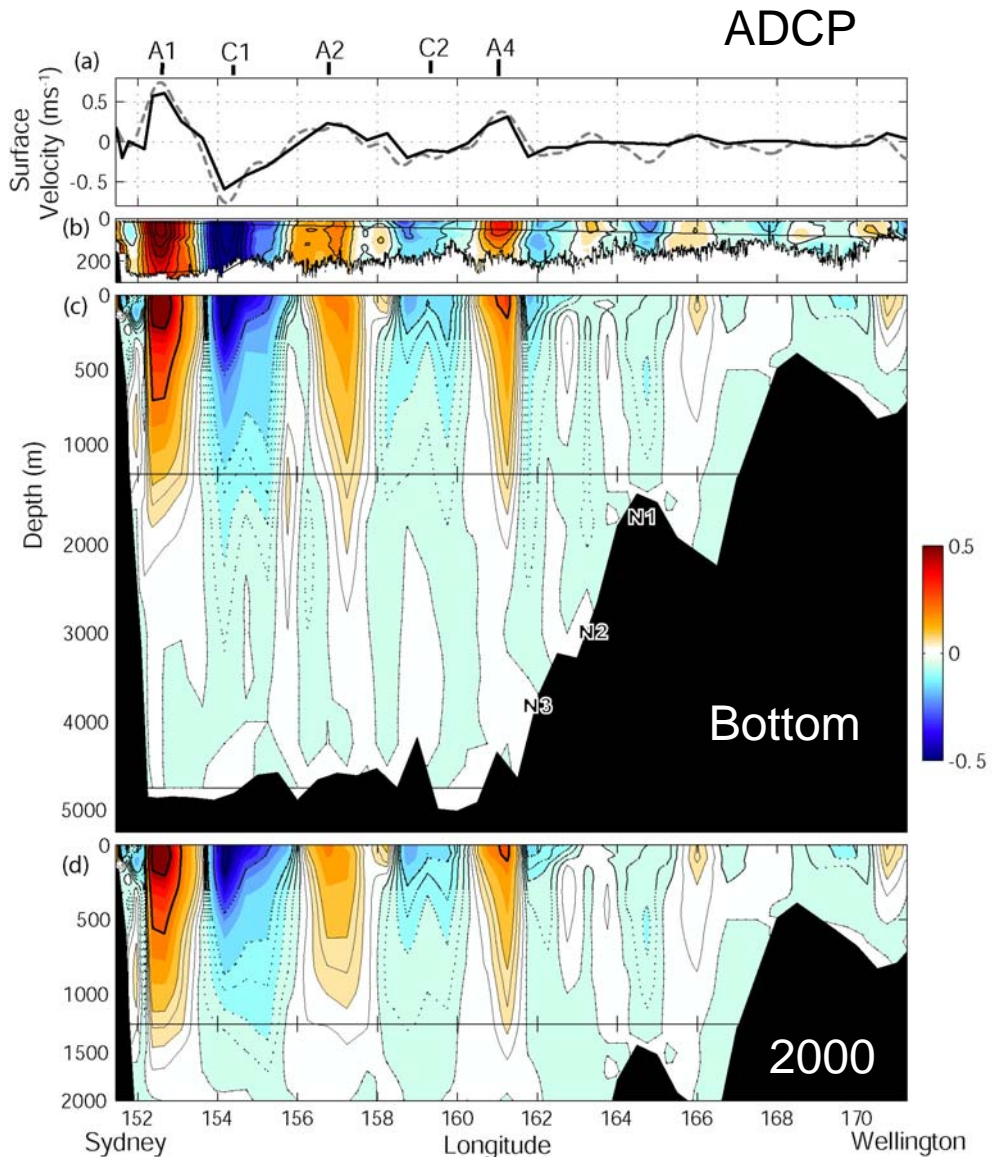 ADCP
(a)
A1 C1 A2 C2 A4
Surface
Velocity (ms⁻¹)
0.5
0
-0.5
(b)
0
200
(c)
0
500
1000
2000
3000
4000
5000
Depth (m)
N1
N2
N3
Bottom
0.5
0
-0.5
(d)
0
500
1000
1500
2000
2000
152 154 156 158 160 162 164 166 168 170
Sydney Longitude Wellington